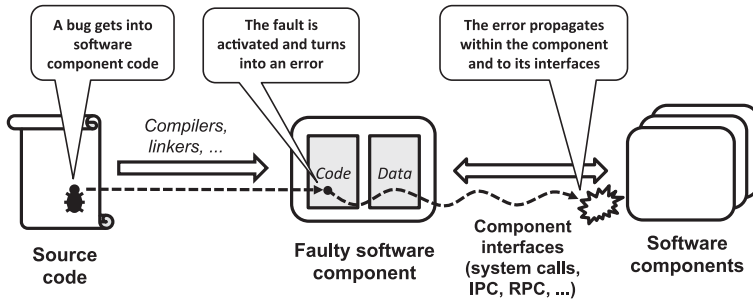 A bug gets into
software
component code
The fault is
activated and turns
into an error
The error propagates
within the component
and to its interfaces
Compilers,
linkers, ...
Code
Data
Source
code
Faulty software
component
Component
interfaces
(system calls,
IPC, RPC, ...)
Software
components